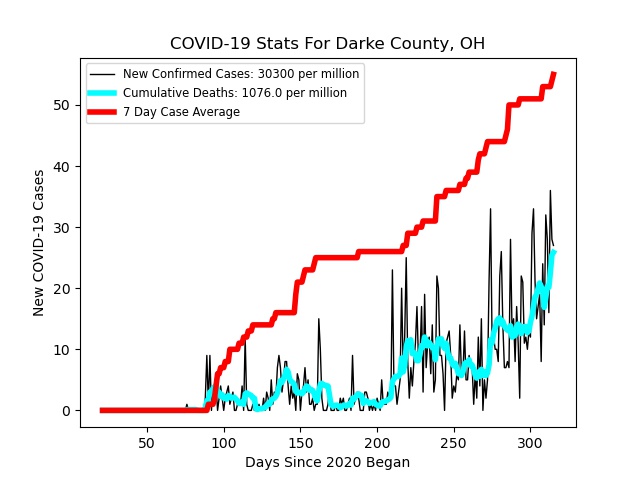 COVID-19 Stats For Darke County, OH
New Confirmed Cases: 30300 per million
Cumulative Deaths: 1076.0 per million
7 Day Case Average
New COVID-19 Cases
50
40
30
20
10
0
50 100 150 200 250 300
Days Since 2020 Began